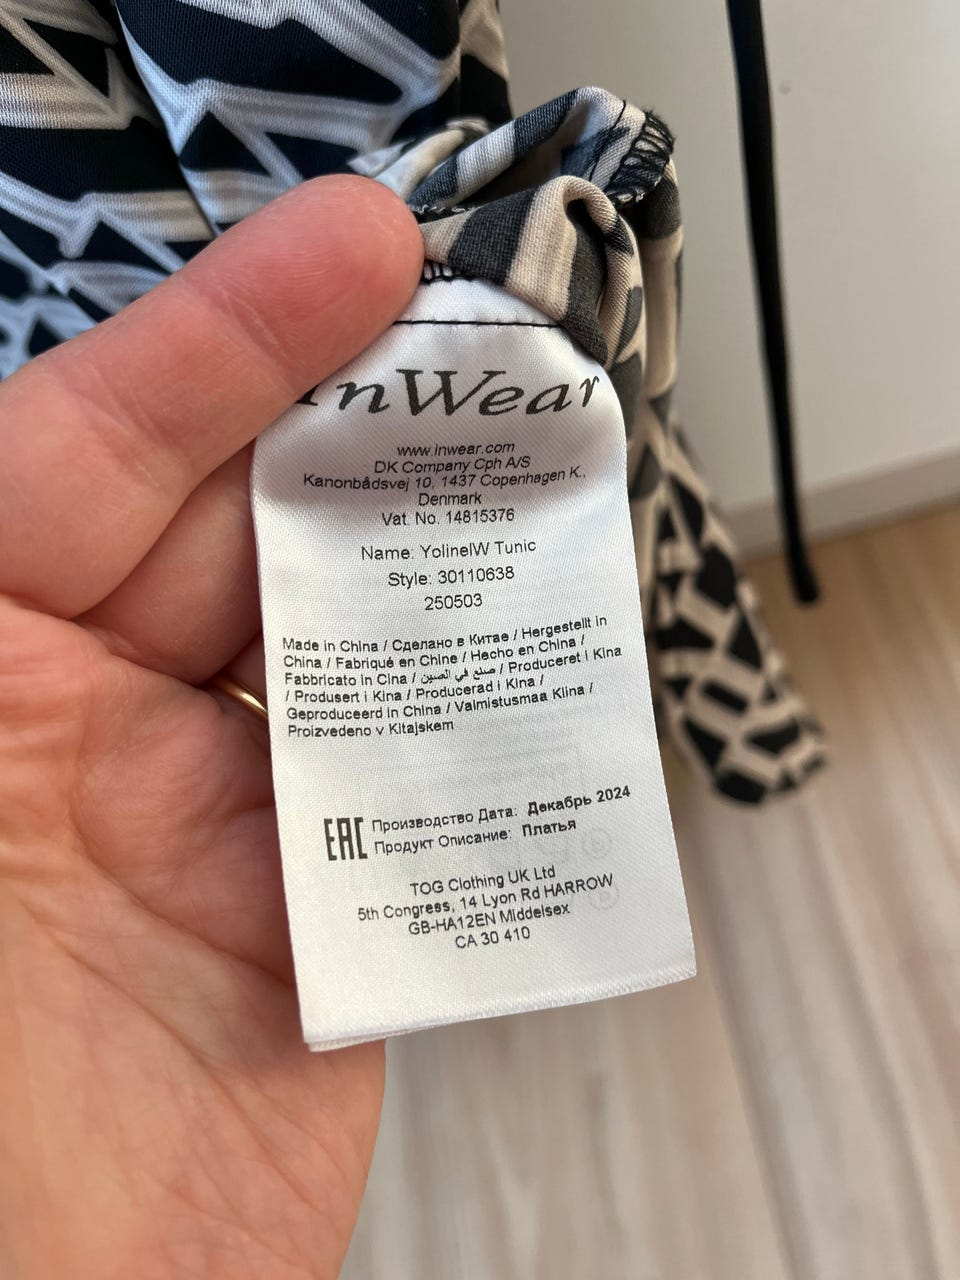 InWear
www.inwear.com
DK Company Cph A/S
Kanonbådsvej 10, 1437 Copenhagen K.,
Denmark
Vat. No. 14815376
Name: YolineIW Tunic
Style: 30110638
250503
Made in China / Сделано в Китае / Hergestellt in
China / Fabriqué en Chine / Hecho en China /
Fabbricato in Cina / صنع في الصين / Produceret i Kina
/ Produsert i Kina / Producerad i Kina /
Geproduceerd in China / Valmistusmaa Kiina /
Proizvedeno v Kitajskem
EAC Производство Дата: Декабрь 2024
Продукт Описание: Платья
TOG Clothing UK Ltd
5th Congress, 14 Lyon Rd HARROW
GB-HA12EN Middelsex
CA 30 410